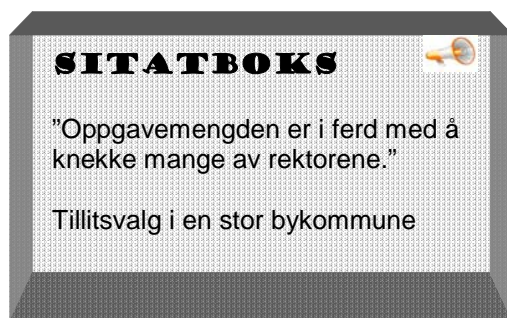 SITATBOKS
”Oppgavemengden er i ferd med å
knekke mange av rektorene.”
Tillitsvalg i en stor bykommune